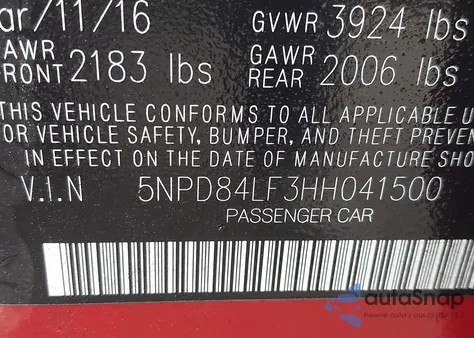 ar/11/16 GVWR 3924 lbs
GAWR FRONT 2183 lbs GAWR REAR 2006 lbs
THIS VEHICLE CONFORMS TO ALL APPLICABLE
OR VEHICLE SAFETY, BUMPER, AND THEFT PREVEN
IN EFFECT ON THE DATE OF MANUFACTURE SHO
V.I.N 5NPD84LF3HH041500
PASSENGER CAR
autoSnap